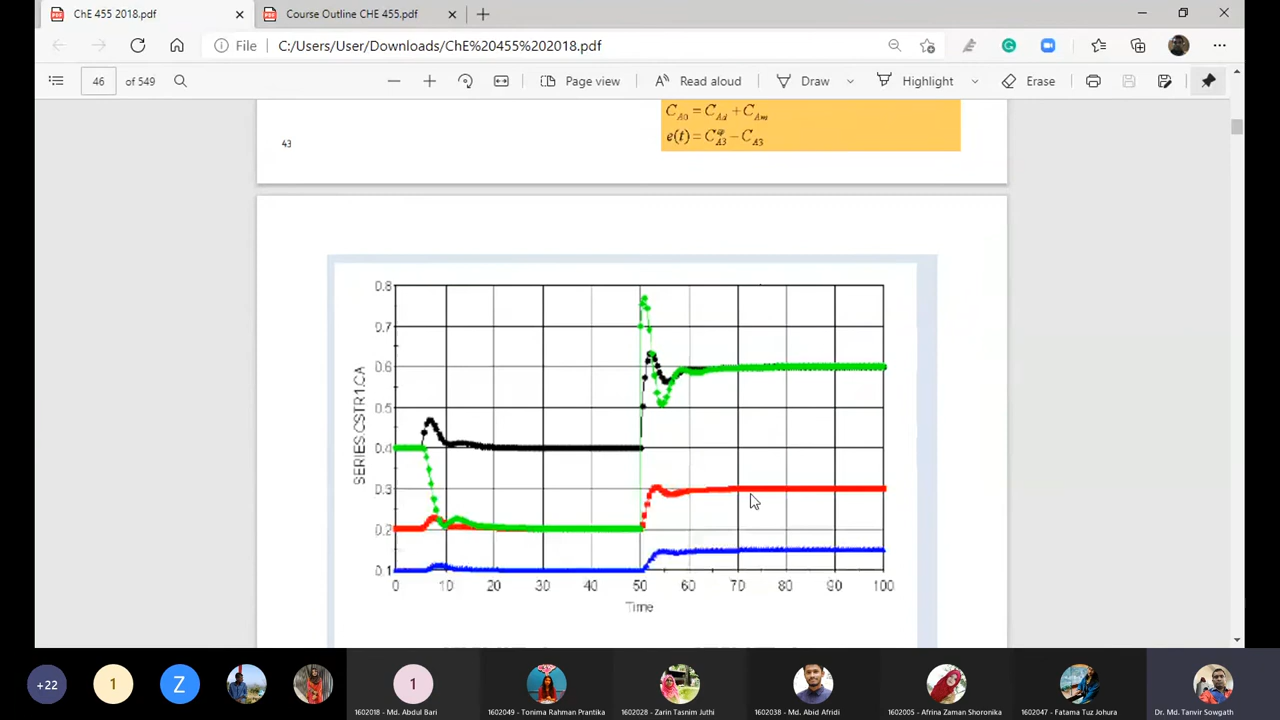 ChE 455 2018.pdf
Course Outline CHE 455.pdf
File
C:/Users/User/Downloads/ChE%20455%202018.pdf
46 of 549
Page view
Read aloud
Draw
Highlight
Erase
C_A0 = C_Ad + C_Am
e(t) = C_A3^sp − C_A3
43
0.8
0.7
0.6
0.5
0.4
0.3
0.2
0.1
SERIES.CSTR1.CA
0 10 20 30 40 50 60 70 80 90 100
Time
+22
1
Z
1
1602018 - Md. Abdul Bari
1602049 - Tonima Rahman Prantika
1602028 - Zarin Tasnim Juthi
1602038 - Md. Abid Afridi
1602005 - Afrina Zaman Shoronika
1602047 - Fatama Tuz Johura
Dr. Md. Tanvir Sowgath